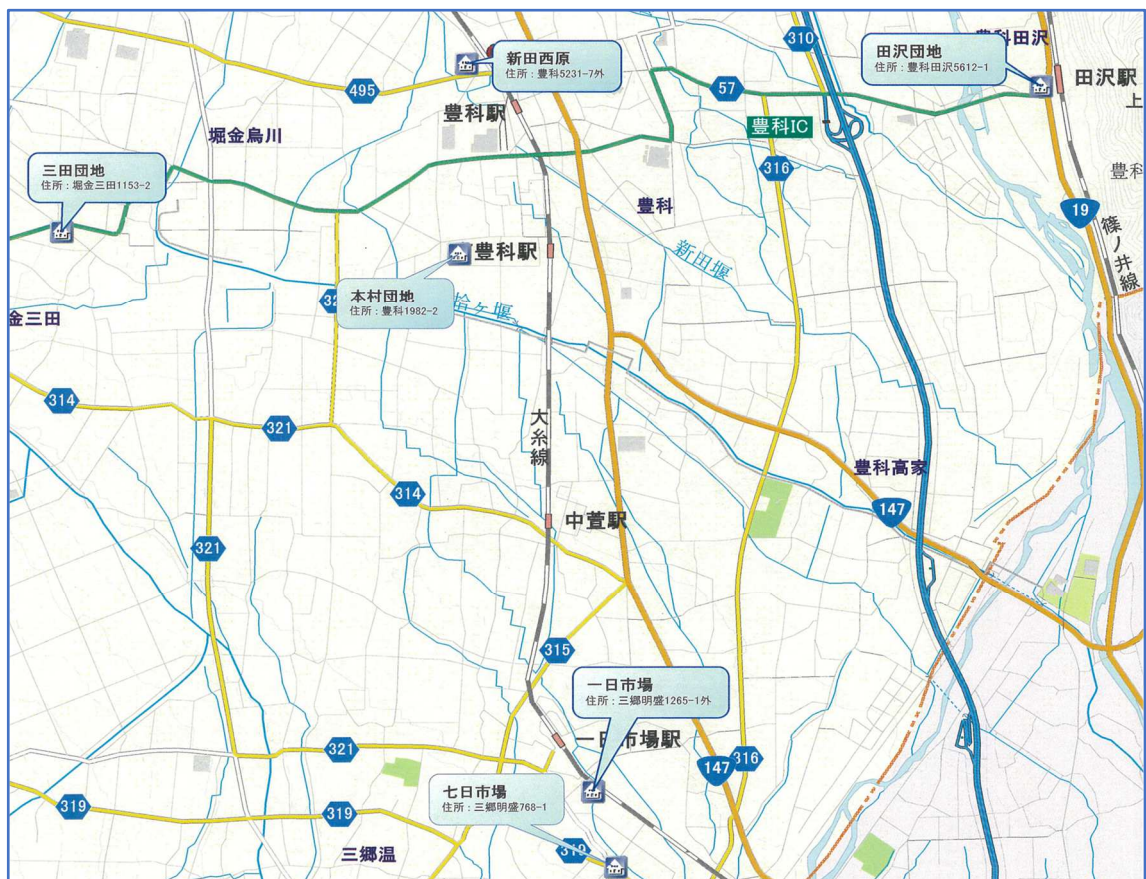 310
豊科田沢
新田西原
住所：豊科5231-7外
田沢団地
住所：豊科田沢5612-1
田沢駅
上
495
57
豊科駅
豊科IC
堀金烏川
316
三田団地
住所：堀金三田1153-2
豊科
豊科
19
篠ノ井線
新田堰
豊科駅
本村団地
住所：豊科1982-2
拾ヶ堰
金三田
314
321
大糸線
豊科高家
314
147
中萱駅
321
315
一日市場
住所：三郷明盛1265-1外
一日市場駅
321
316
147
七日市場
住所：三郷明盛768-1
319
319
319
三郷温